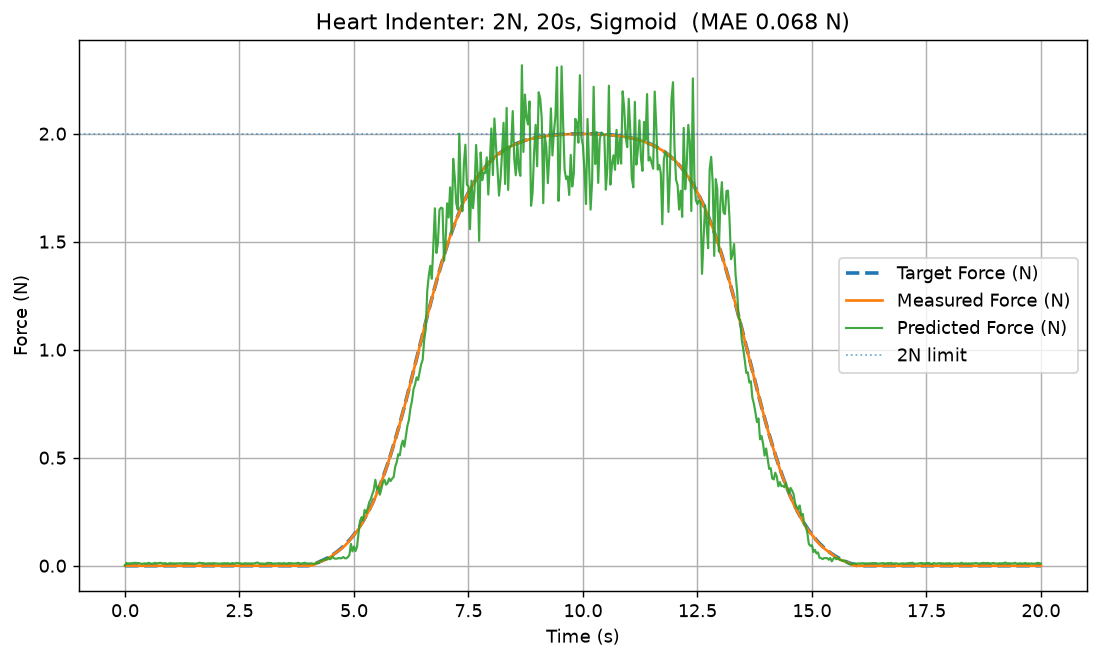 Heart Indenter: 2N, 20s, Sigmoid  (MAE 0.068 N)
Force (N)
2.0
1.5
1.0
0.5
0.0
Target Force (N)
Measured Force (N)
Predicted Force (N)
2N limit
0.0 2.5 5.0 7.5 10.0 12.5 15.0 17.5 20.0
Time (s)